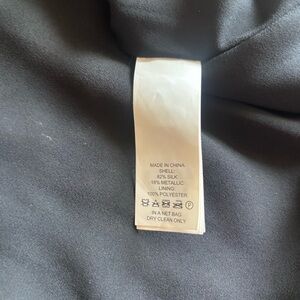 MADE IN CHINA
SHELL:
82% SILK
18% METALLIC
LINING
100% POLYESTER
P
IN A NET BAG
DRY CLEAN ONLY